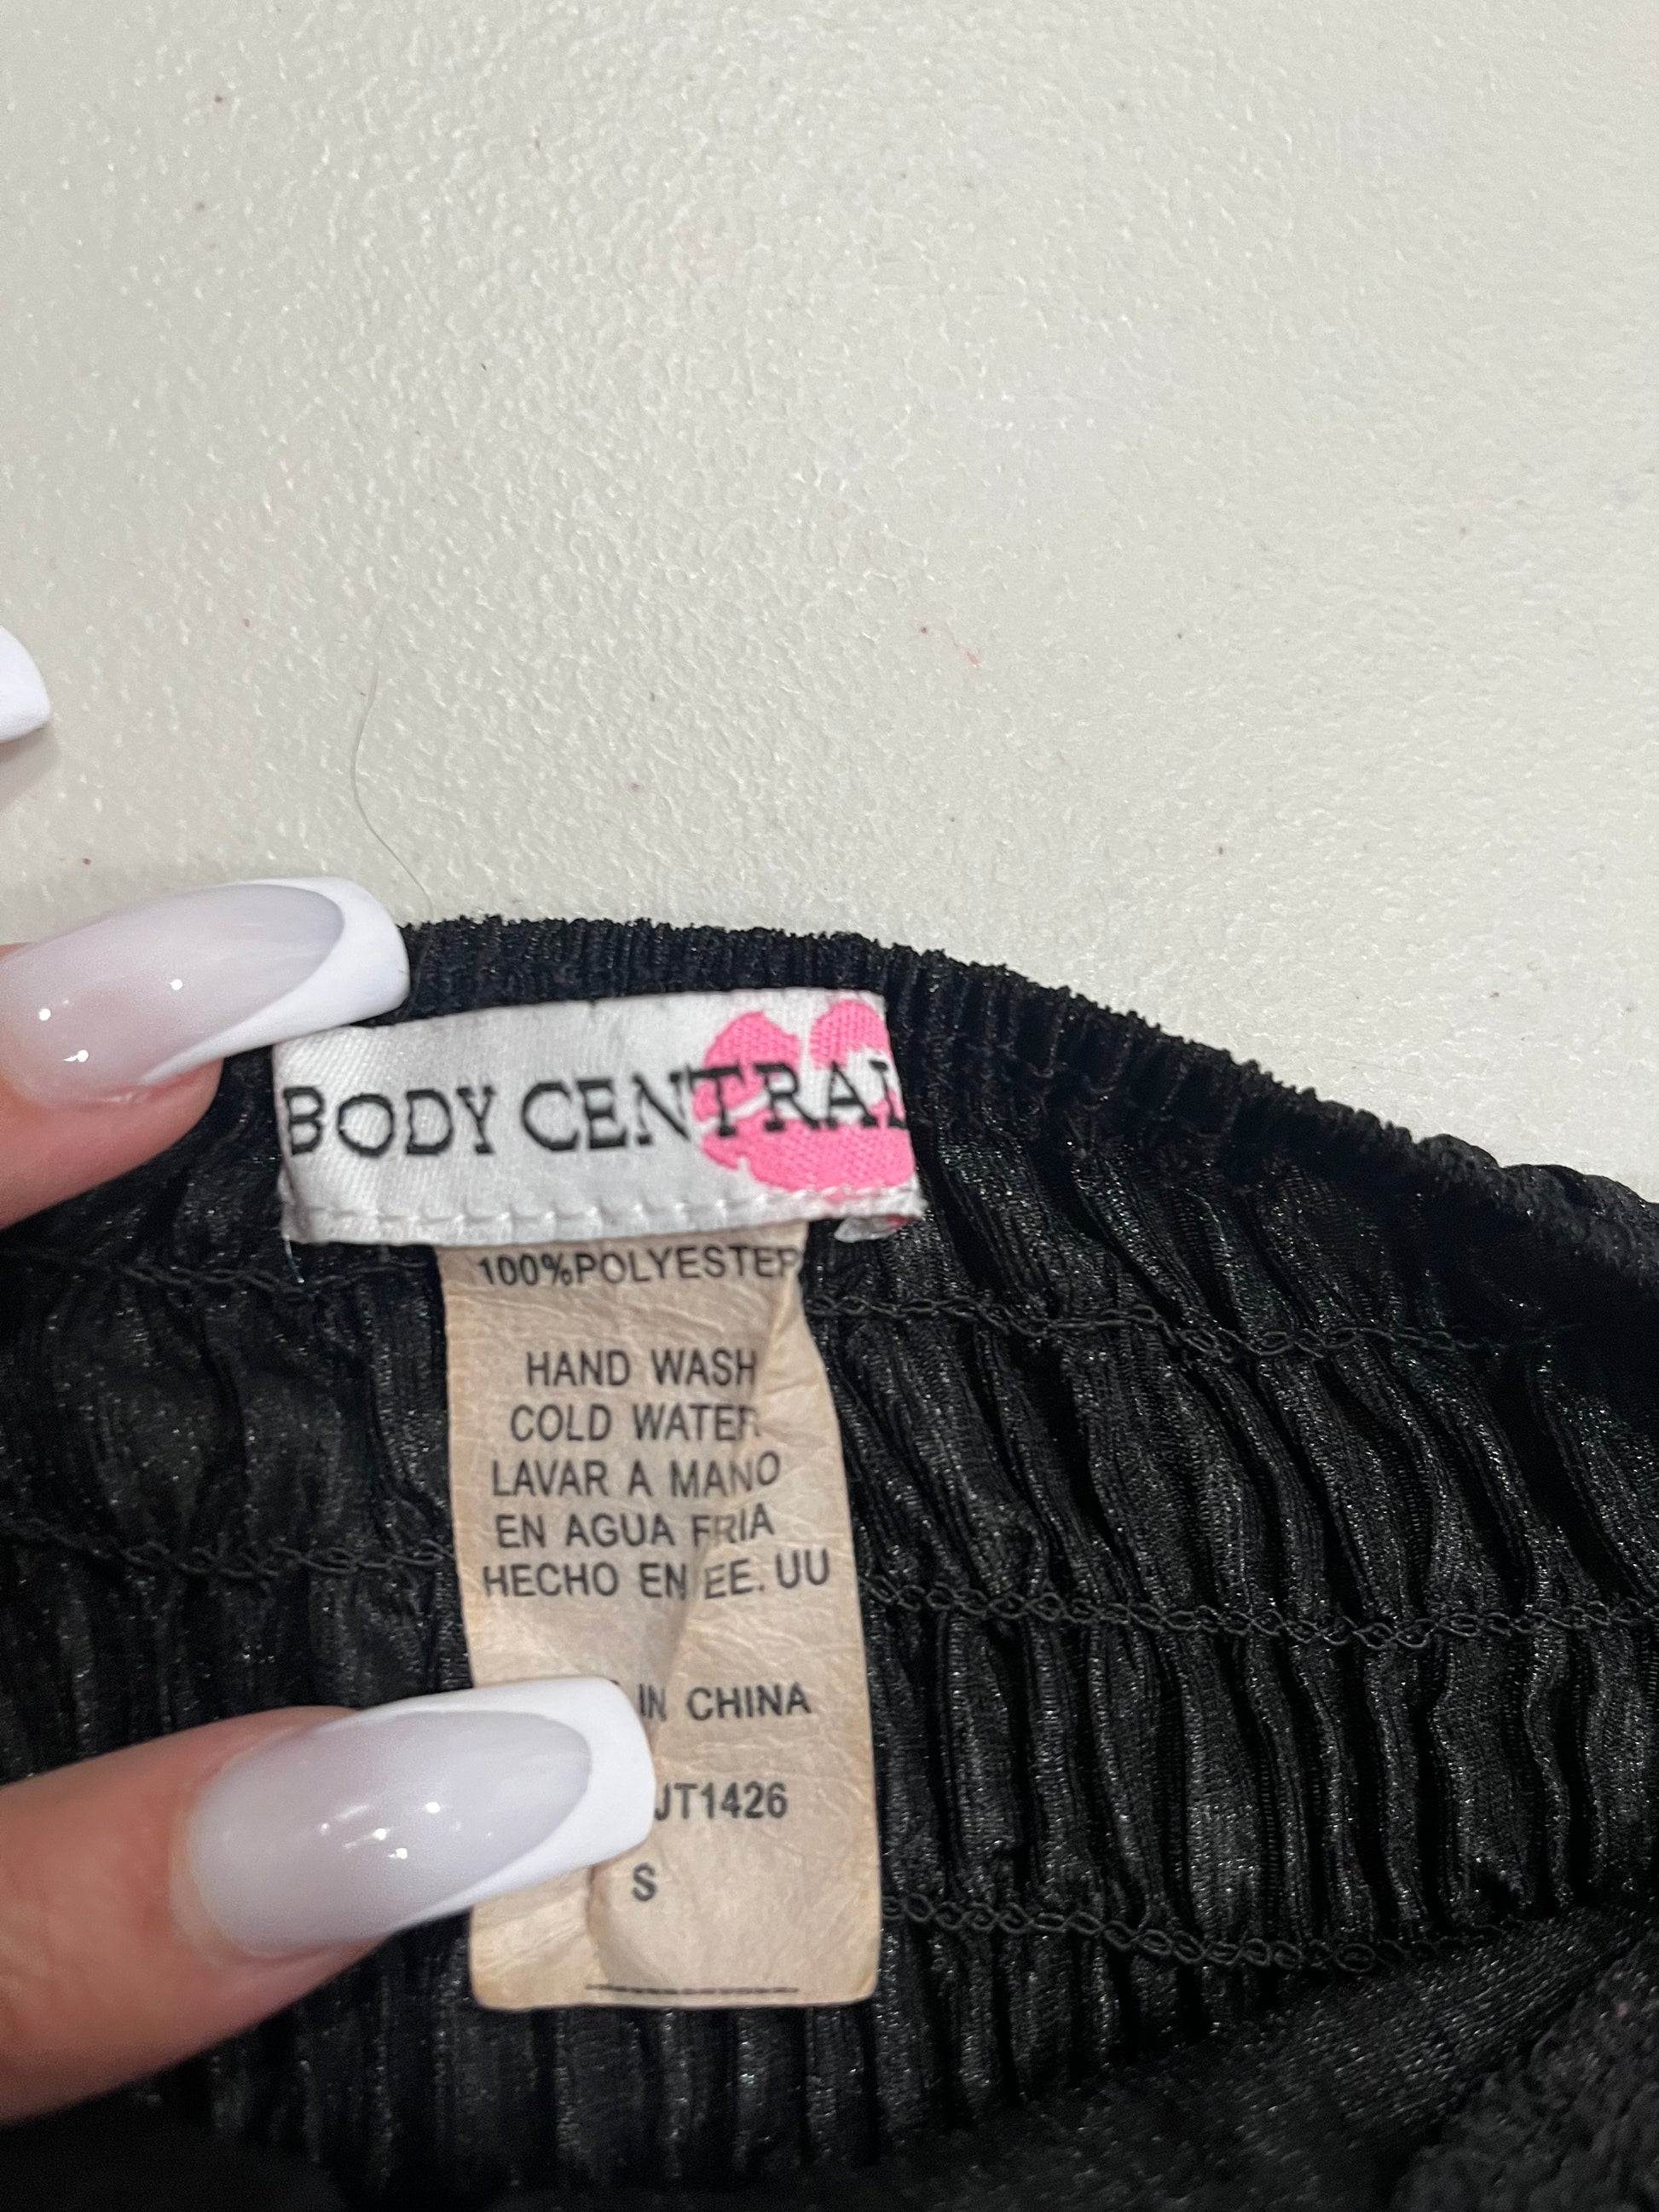 BODY CENTRAL
100%POLYESTER
HAND WASH
COLD WATER
LAVAR A MANO
EN AGUA FRIA
HECHO EN EE. UU
IN CHINA
JT1426
S